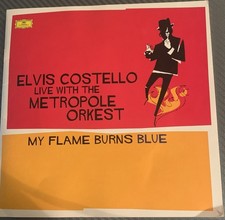 ELVIS COSTELLO
LIVE WITH THE
METROPOLE
ORKEST
MY FLAME BURNS BLUE